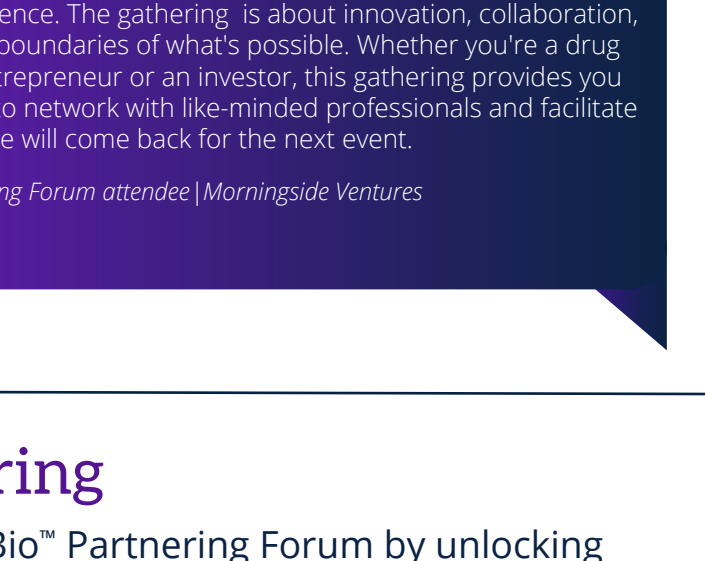 ence. The gathering  is about innovation, collaboration,
boundaries of what's possible. Whether you're a drug
trepreneur or an investor, this gathering provides you
to network with like-minded professionals and facilitate
e will come back for the next event.
ng Forum attendee|Morningside Ventures
ring
Bio™ Partnering Forum by unlocking